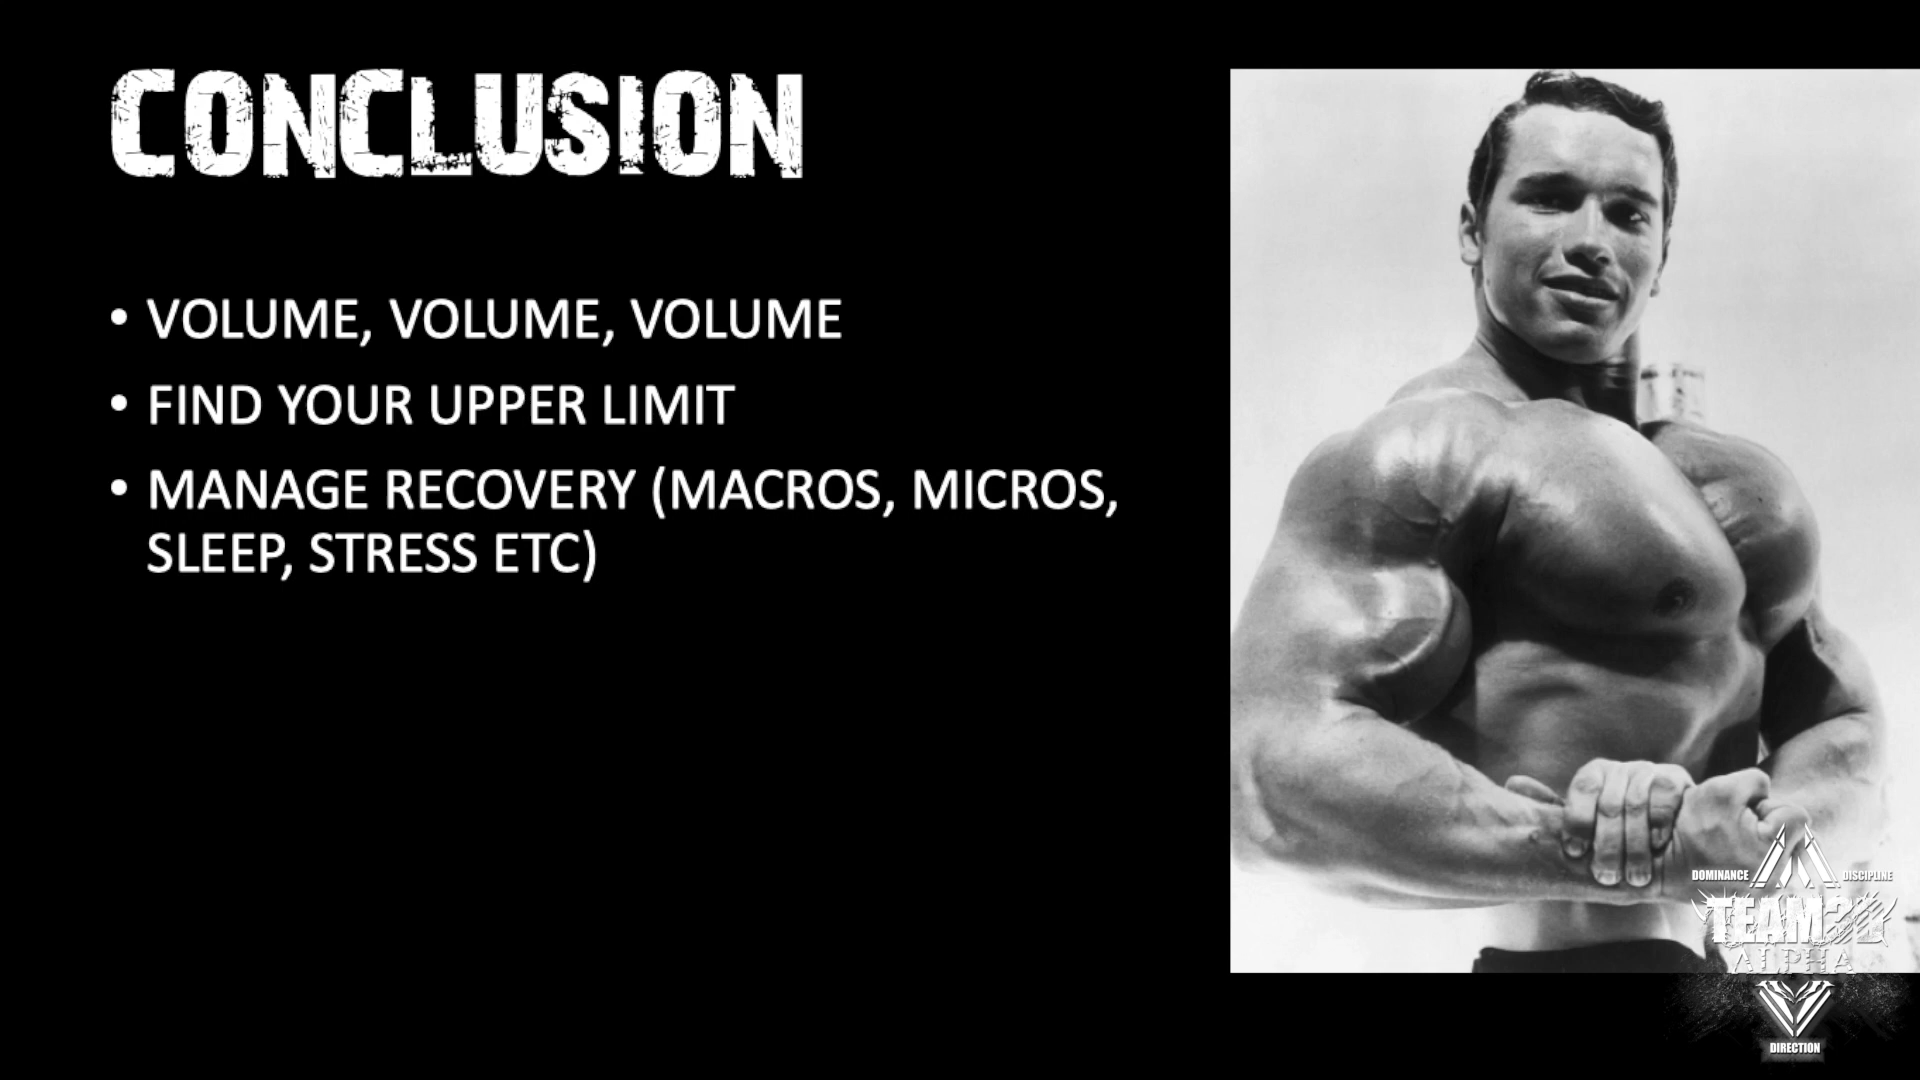 CONCLUSION
• VOLUME, VOLUME, VOLUME
• FIND YOUR UPPER LIMIT
• MANAGE RECOVERY (MACROS, MICROS,
SLEEP, STRESS ETC)
DOMINANCE DISCIPLINE
TEAM3D
ALPHA
DIRECTION